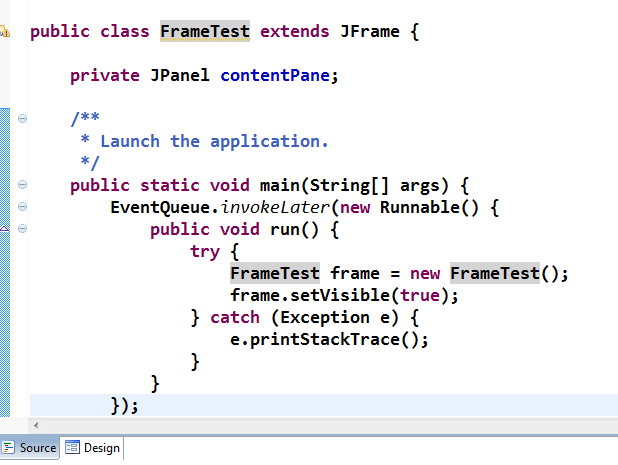 public class FrameTest extends JFrame {
private JPanel contentPane;
/**
* Launch the application.
*/
public static void main(String[] args) {
EventQueue.invokeLater(new Runnable() {
public void run() {
try {
FrameTest frame = new FrameTest();
frame.setVisible(true);
} catch (Exception e) {
e.printStackTrace();
}
}
});
Source Design